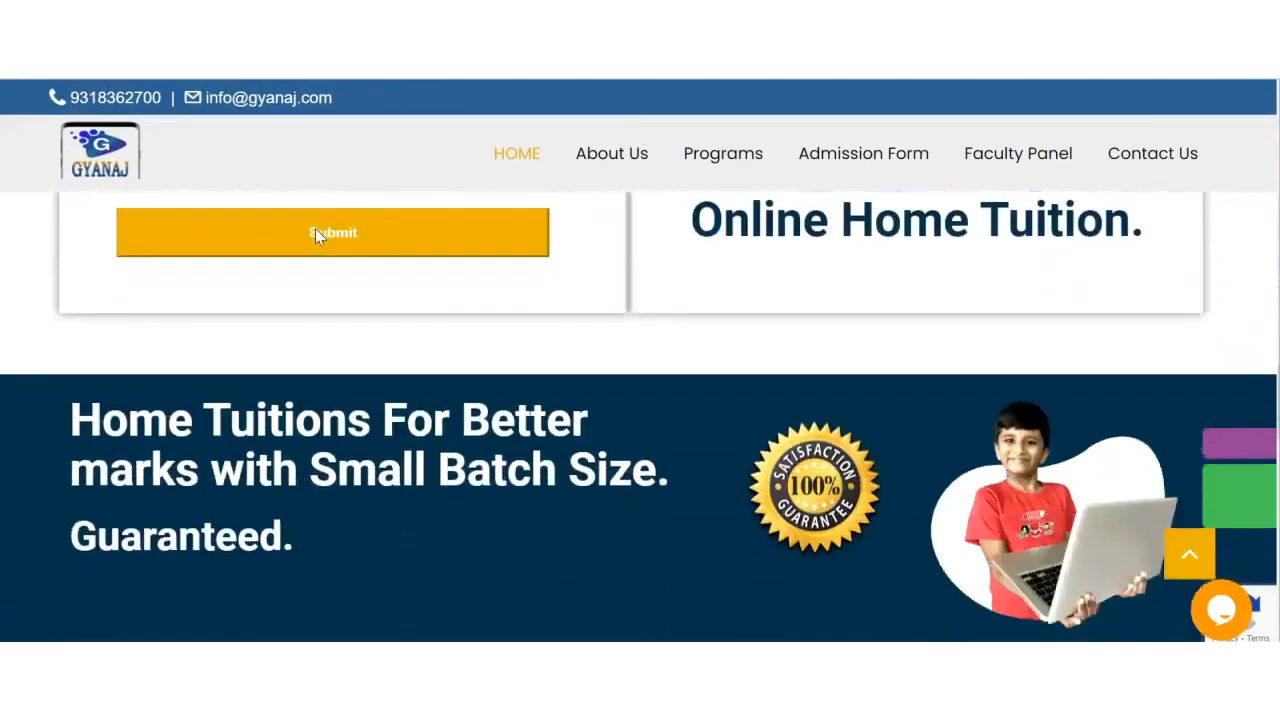 9318362700 | info@gyanaj.com
G
GYANAJ
HOME About Us Programs Admission Form Faculty Panel Contact Us
Submit
Online Home Tuition.
Home Tuitions For Better
marks with Small Batch Size.
Guaranteed.
SATISFACTION
100%
GUARANTEE
- Terms